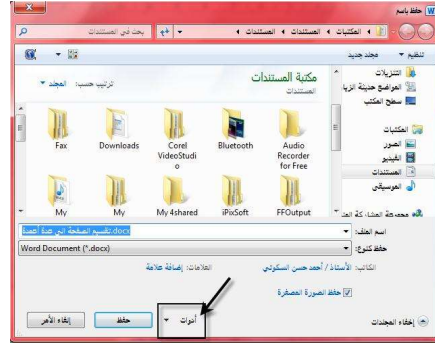 حفظ باسم
المكتبات ◂ المستندات ◂ المستندات
بحث في المستندات
تنظيم
مجلد جديد
التنزيلات
المواضع حديثة الزيا
سطح المكتب
المكتبات
الصور
الفيديو
المستندات
الموسيقى
مكتبة المستندات
المستندات
ترتيب حسب: المجلد
Audio Recorder for Free
Bluetooth
Corel VideoStudi o
Downloads
Fax
FFOutput
iPixSoft
My 4shared
My
My
اسم الملف:
تقسيم الصفحة الى عدة أعمدة.docx
حفظ كنوع:
Word Document (*.docx)
الكاتب: الأستاذ / أحمد حسن السكوتي
العلامات: إضافة علامة
حفظ الصورة المصغرة
إخفاء المجلدات
أدوات
حفظ
إلغاء الأمر